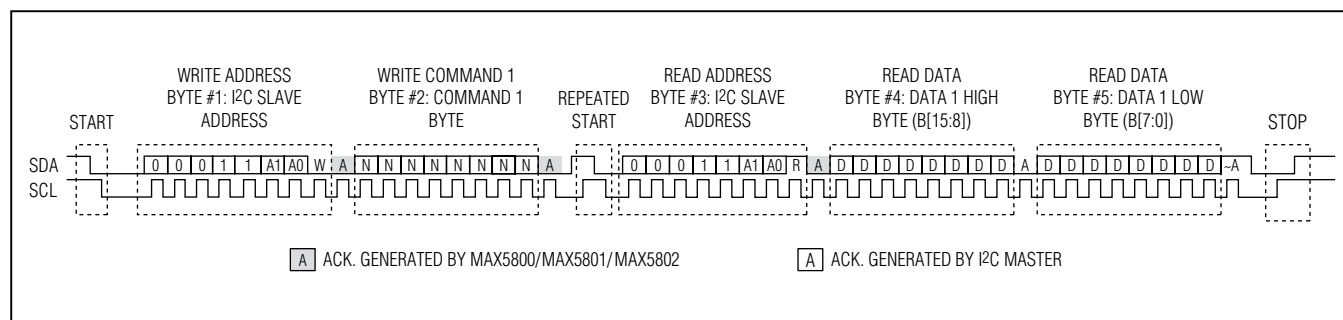 WRITE ADDRESS
BYTE #1: I²C SLAVE
ADDRESS
WRITE COMMAND 1
BYTE #2: COMMAND 1
BYTE
READ ADDRESS
BYTE #3: I²C SLAVE
ADDRESS
READ DATA
BYTE #4: DATA 1 HIGH
BYTE (B[15:8])
READ DATA
BYTE #5: DATA 1 LOW
BYTE (B[7:0])
START
REPEATED
START
STOP
SDA
0 0 0 1 1 A1 A0 W A N N N N N N N N A 0 0 0 1 1 A1 A0 R A D D D D D D D D A D D D D D D D D ~A
SCL
A ACK. GENERATED BY MAX5800/MAX5801/MAX5802
A ACK. GENERATED BY I²C MASTER